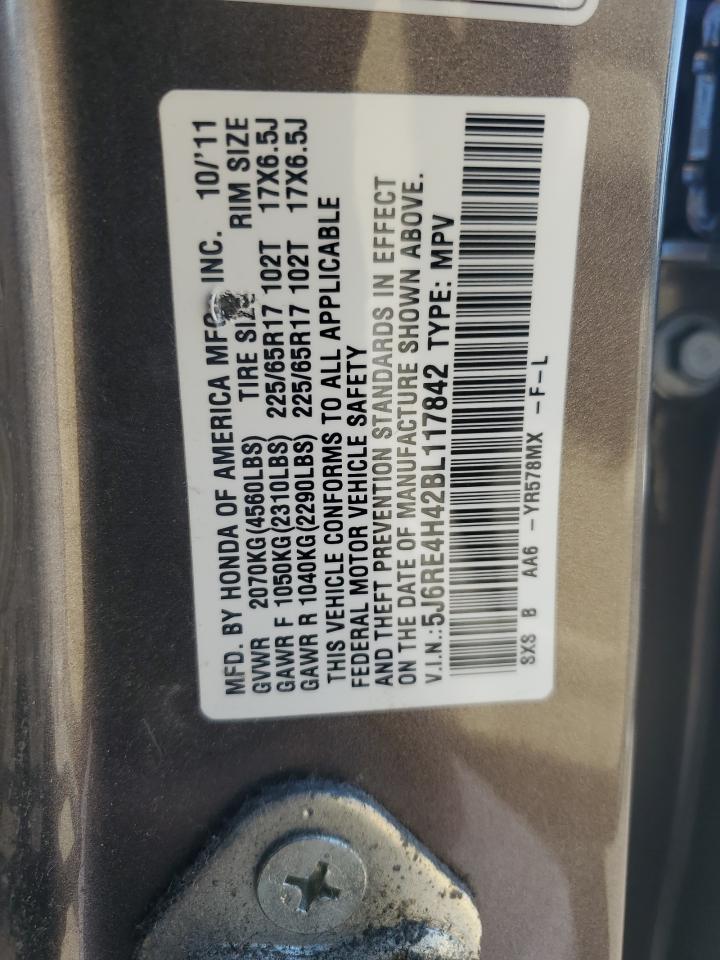 MFD. BY HONDA OF AMERICA MFG. INC. 10/'11
GVWR 2070KG(4560LBS) TIRE SIZE RIM SIZE
GAWR F 1050KG(2310LBS) 225/65R17 102T 17X6.5J
GAWR R 1040KG(2290LBS) 225/65R17 102T 17X6.5J
THIS VEHICLE CONFORMS TO ALL APPLICABLE
FEDERAL MOTOR VEHICLE SAFETY
AND THEFT PREVENTION STANDARDS IN EFFECT
ON THE DATE OF MANUFACTURE SHOWN ABOVE.
V.I.N.:5J6RE4H42BL117842 TYPE: MPV
SXS B AA6 -YR578MX -F-L